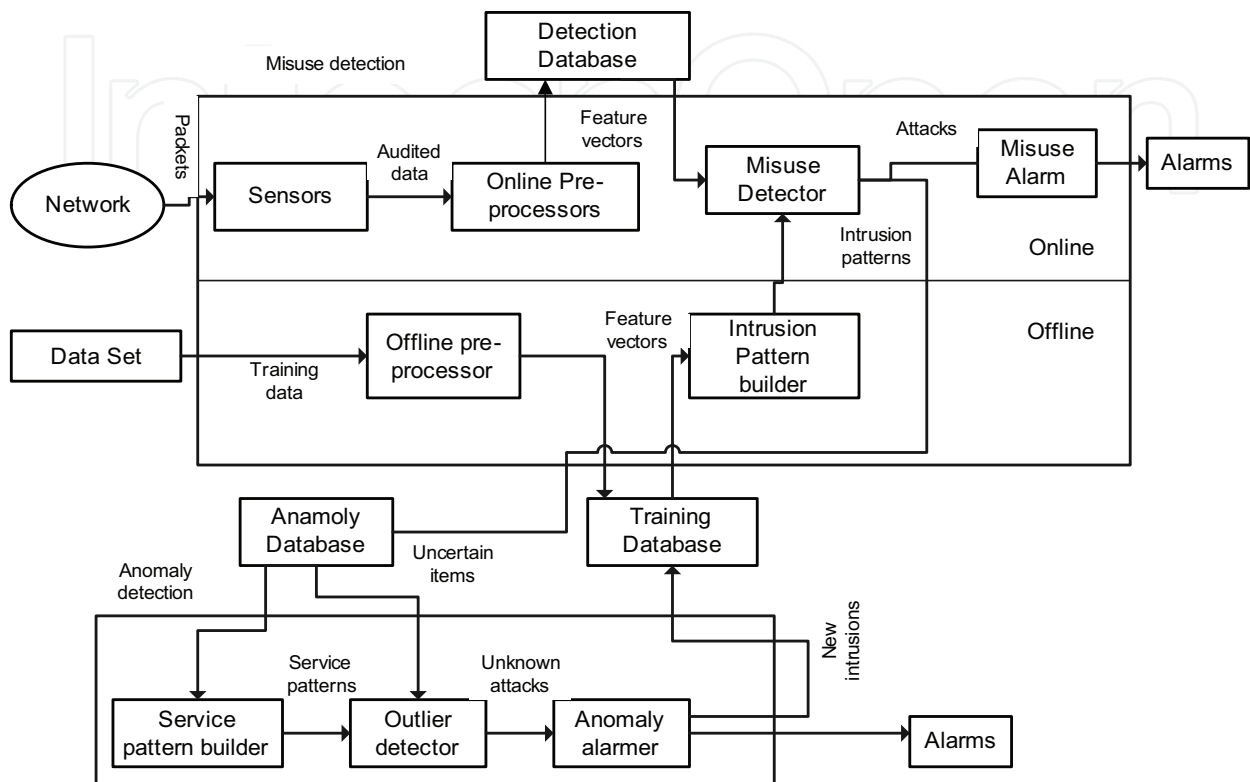 Detection
Database
Misuse detection
Packets
Feature
vectors
Attacks
Audited
data
Network
Sensors
Online Pre-
processors
Misuse
Detector
Misuse
Alarm
Alarms
Intrusion
patterns
Online
Data Set
Training
data
Offline pre-
processor
Feature
vectors
Intrusion
Pattern
builder
Offline
Anamoly
Database
Uncertain
items
Training
Database
Anomaly
detection
Service
patterns
Unknown
attacks
New
intrusions
Service
pattern builder
Outlier
detector
Anomaly
alarmer
Alarms